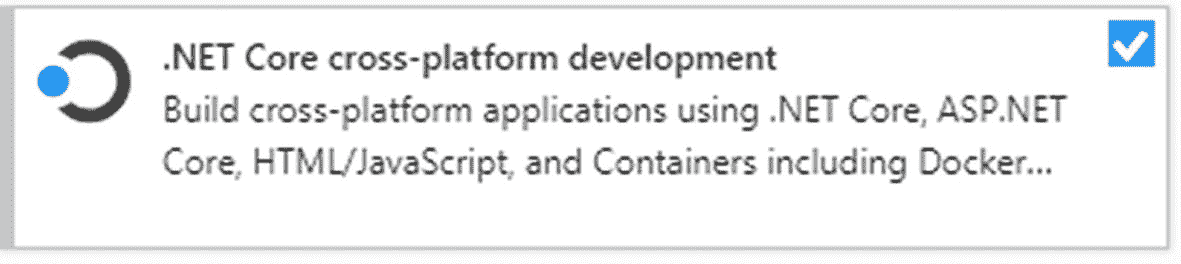 .NET Core cross-platform development
Build cross-platform applications using .NET Core, ASP.NET
Core, HTML/JavaScript, and Containers including Docker...